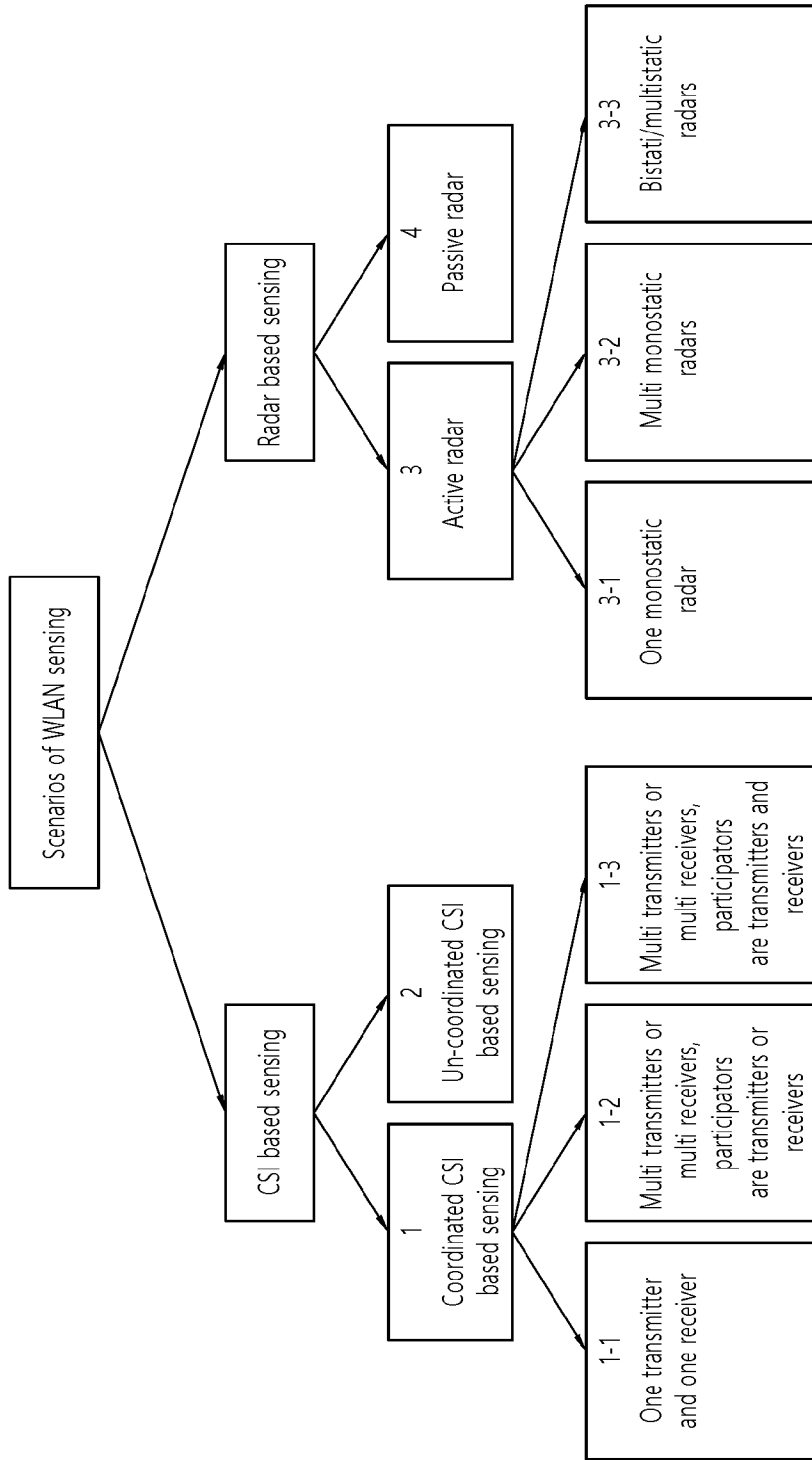 Scenarios of WLAN sensing
CSI based sensing
Radar based sensing
1
Coordinated CSI
based sensing
2
Un-coordinated CSI
based sensing
3
Active radar
4
Passive radar
1-1
One transmitter
and one receiver
1-2
Multi transmitters or
multi receivers,
participators
are transmitters or
receivers
1-3
Multi transmitters or
multi receivers,
participators
are transmitters and
receivers
3-1
One monostatic
radar
3-2
Multi monostatic
radars
3-3
Bistati/multistatic
radars